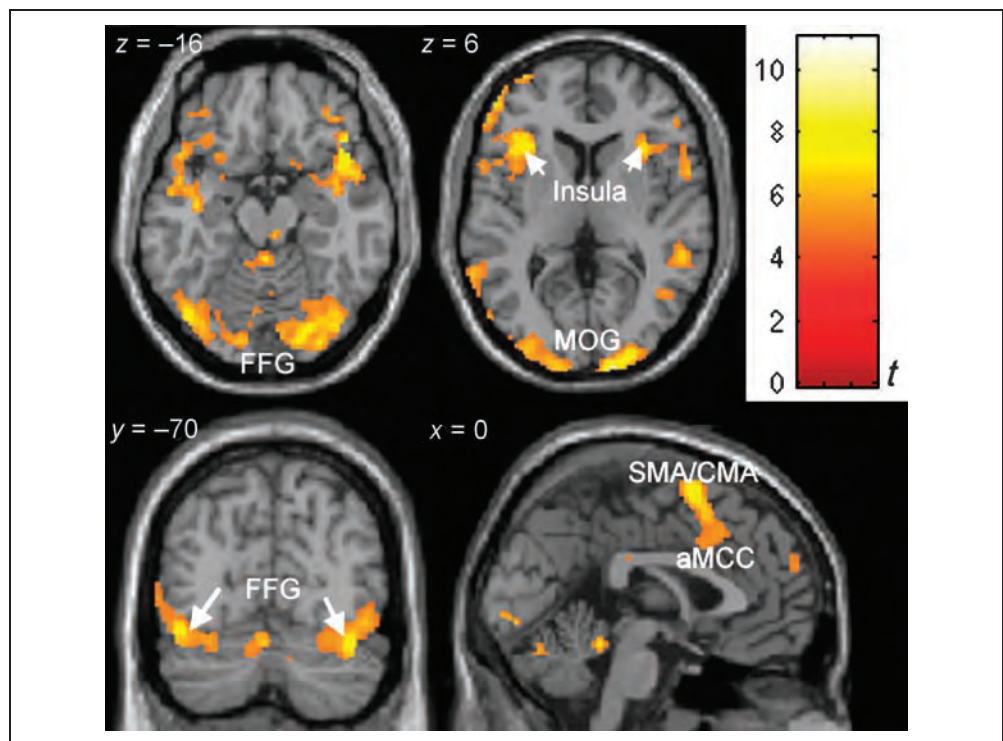 z = –16
z = 6
10
8
6
4
2
0
t
Insula
FFG
MOG
y = –70
x = 0
SMA/CMA
aMCC
FFG